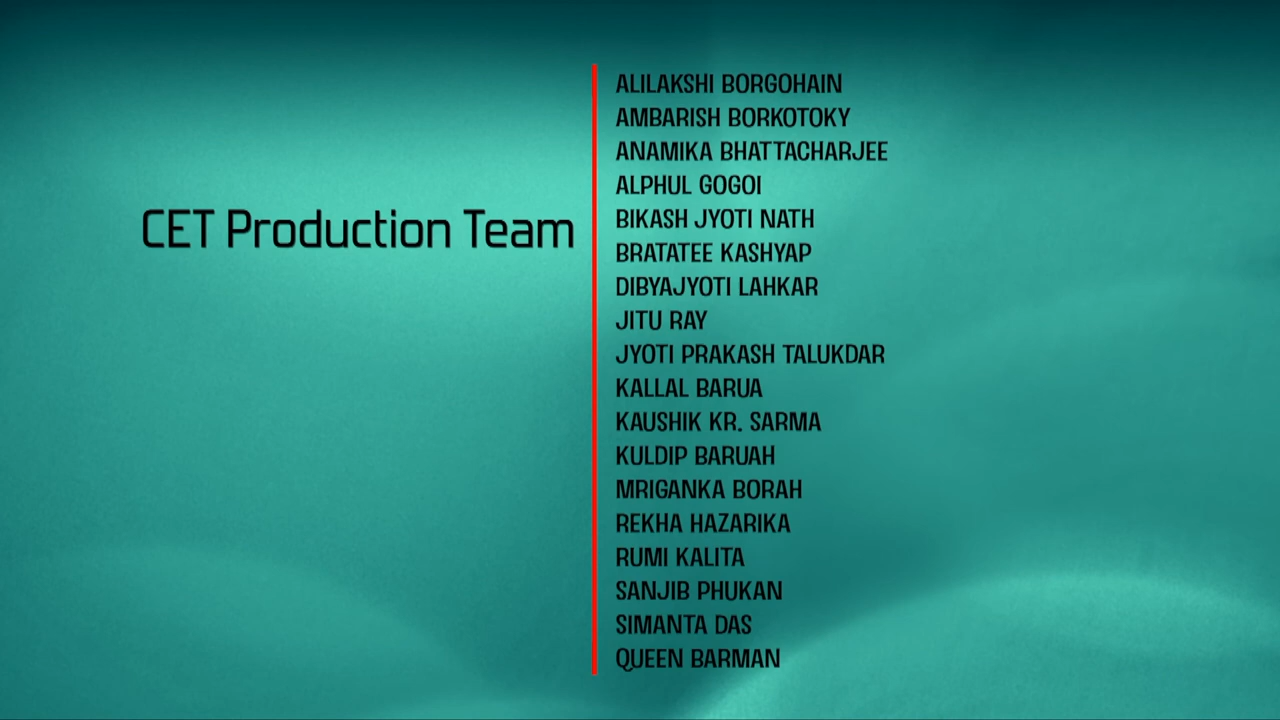 CET Production Team
ALILAKSHI BORGOHAIN
AMBARISH BORKOTOKY
ANAMIKA BHATTACHARJEE
ALPHUL GOGOI
BIKASH JYOTI NATH
BRATATEE KASHYAP
DIBYAJYOTI LAHKAR
JITU RAY
JYOTI PRAKASH TALUKDAR
KALLAL BARUA
KAUSHIK KR. SARMA
KULDIP BARUAH
MRIGANKA BORAH
REKHA HAZARIKA
RUMI KALITA
SANJIB PHUKAN
SIMANTA DAS
QUEEN BARMAN